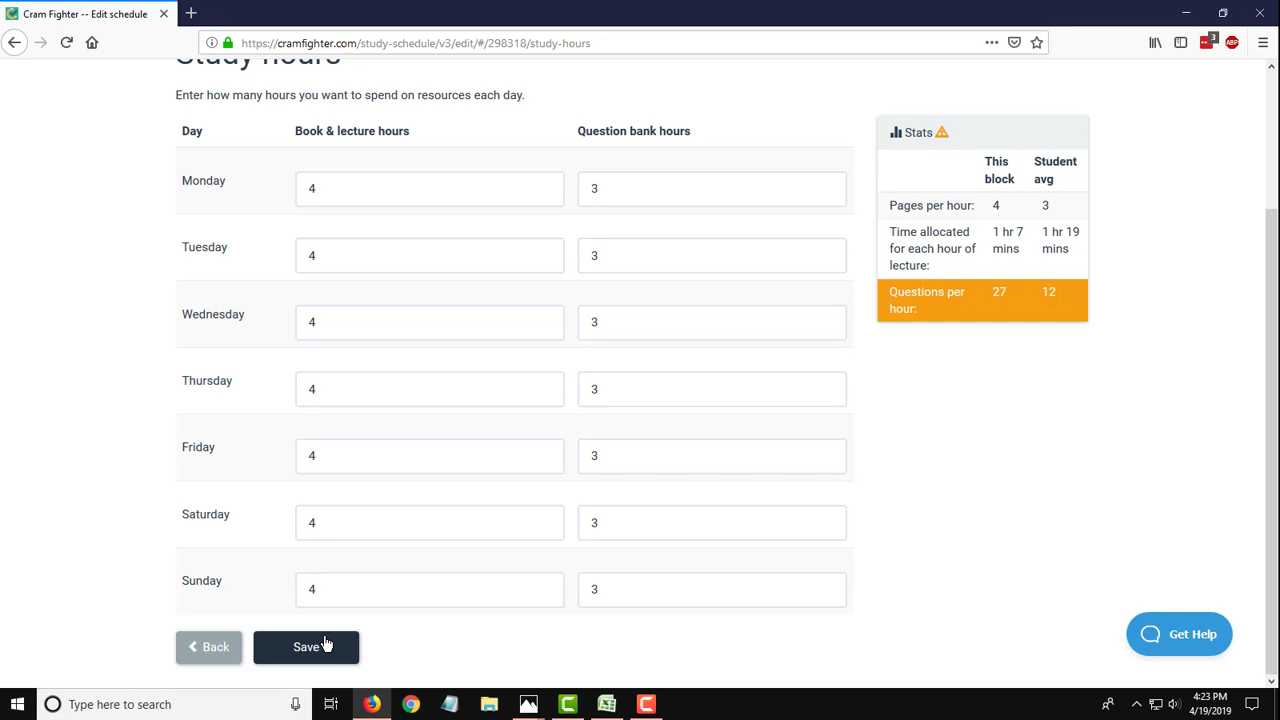 Cram Fighter -- Edit schedule
https://cramfighter.com/study-schedule/v3/edit/#/298318/study-hours
3
ABP
Study hours
Enter how many hours you want to spend on resources each day.
Day Book & lecture hours Question bank hours
Monday 4 3
Tuesday 4 3
Wednesday 4 3
Thursday 4 3
Friday 4 3
Saturday 4 3
Sunday 4 3
Back Save
Stats
This block Student avg
Pages per hour: 4 3
Time allocated for each hour of lecture: 1 hr 7 mins 1 hr 19 mins
Questions per hour: 27 12
Get Help
Type here to search
4:23 PM
4/19/2019